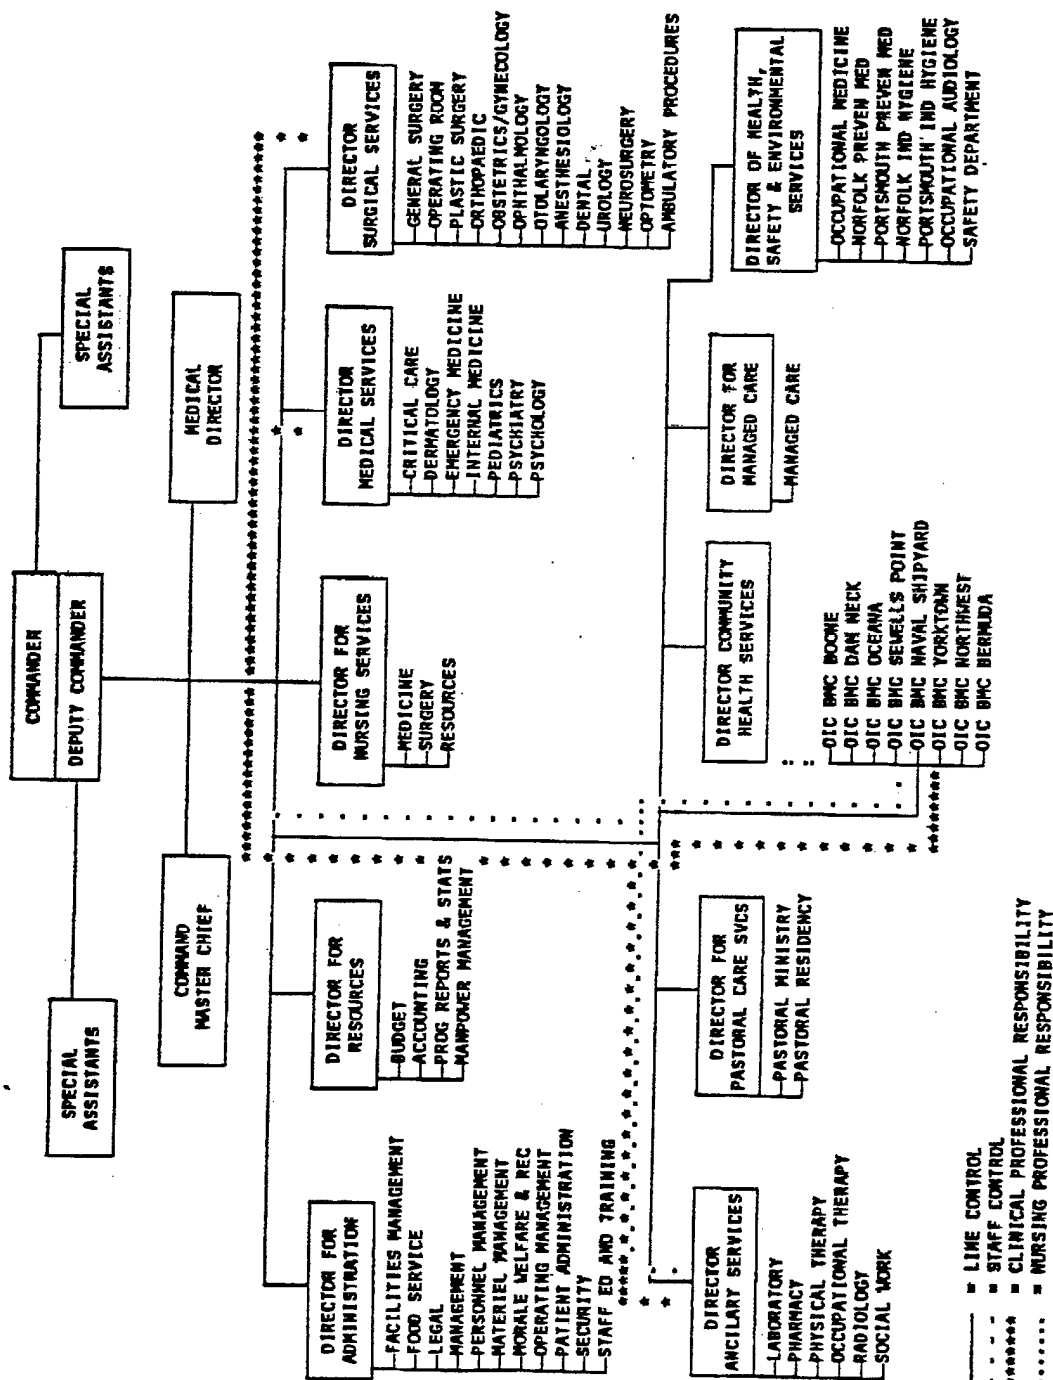 COMMANDER
DEPUTY COMMANDER
SPECIAL
ASSISTANTS
SPECIAL
ASSISTANTS
COMMAND
MASTER CHIEF
MEDICAL
DIRECTOR
DIRECTOR FOR
ADMINISTRATION
FACILITIES MANAGEMENT
FOOD SERVICE
LEGAL
MANAGEMENT
PERSONNEL MANAGEMENT
MATERIEL MANAGEMENT
MORALE WELFARE & REC
OPERATING MANAGEMENT
PATIENT ADMINISTRATION
SECURITY
STAFF ED AND TRAINING
DIRECTOR FOR
RESOURCES
BUDGET
ACCOUNTING
PROG REPORTS & STATS
MANPOWER MANAGEMENT
DIRECTOR FOR
NURSING SERVICES
MEDICINE
SURGERY
RESOURCES
DIRECTOR
MEDICAL SERVICES
CRITICAL CARE
DERMATOLOGY
EMERGENCY MEDICINE
INTERNAL MEDICINE
PEDIATRICS
PSYCHIATRY
PSYCHOLOGY
DIRECTOR
SURGICAL SERVICES
GENERAL SURGERY
OPERATING ROOM
PLASTIC SURGERY
ORTHOPAEDIC
OBSTETRICS/GYNECOLOGY
OPHTHALMOLOGY
OTOLARYNGOLOGY
ANESTHESIOLOGY
DENTAL
UROLOGY
NEUROSURGERY
OPTOMETRY
AMBULATORY PROCEDURES
DIRECTOR
ANCILARY SERVICES
LABORATORY
PHARMACY
PHYSICAL THERAPY
OCCUPATIONAL THERAPY
RADIOLOGY
SOCIAL WORK
DIRECTOR FOR
PASTORAL CARE SVCS
PASTORAL MINISTRY
PASTORAL RESIDENCY
DIRECTOR COMMUNITY
HEALTH SERVICES
OIC BMC BOONE
OIC BMC DAM NECK
OIC BMC OCEANA
OIC BMC SEWELLS POINT
OIC BMC NAVAL SHIPYARD
OIC BMC YORKTOWN
OIC BMC NORTHWEST
OIC BMC BERMUDA
DIRECTOR FOR
MANAGED CARE
MANAGED CARE
DIRECTOR OF HEALTH,
SAFETY & ENVIRONMENTAL
SERVICES
OCCUPATIONAL MEDICINE
NORFOLK PREVEN MED
PORTSMOUTH PREVEN MED
NORFOLK IND HYGIENE
PORTSMOUTH IND HYGIENE
OCCUPATIONAL AUDIOLOGY
SAFETY DEPARTMENT
= LINE CONTROL
- - - - = STAFF CONTROL
******* = CLINICAL PROFESSIONAL RESPONSIBILITY
....... = NURSING PROFESSIONAL RESPONSIBILITY